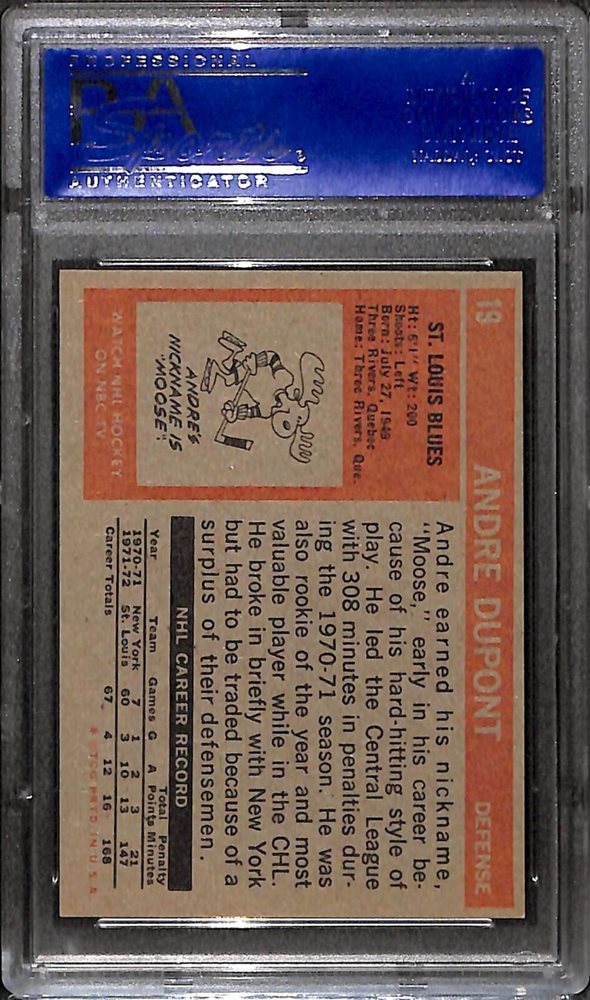 PROFESSIONAL
PSA
Sports
AUTHENTICATOR
19 ANDRE DUPONT DEFENSE
ST. LOUIS BLUES
Ht: 6'1" Wt: 200
Shoots: Left
Born: July 27, 1949
Three Rivers, Quebec
Home: Three Rivers, Que.
ANDRE'S
NICKNAME IS
"MOOSE".
WATCH NHL HOCKEY
ON NBC-TV
Andre earned his nickname,
"Moose," early in his career be-
cause of his hard-hitting style of
play. He led the Central League
with 308 minutes in penalties dur-
ing the 1970-71 season. He was
also rookie of the year and most
valuable player while in the CHL.
He broke in briefly with New York
but had to be traded because of a
surplus of their defensemen.
NHL CAREER RECORD
Total Penalty
Year Team Games G A Points Minutes
1970-71 New York 7 1 2 3 21
1971-72 St. Louis 60 3 10 13 147
Career Totals 67 4 12 16 168
PRTD. IN U.S.A.